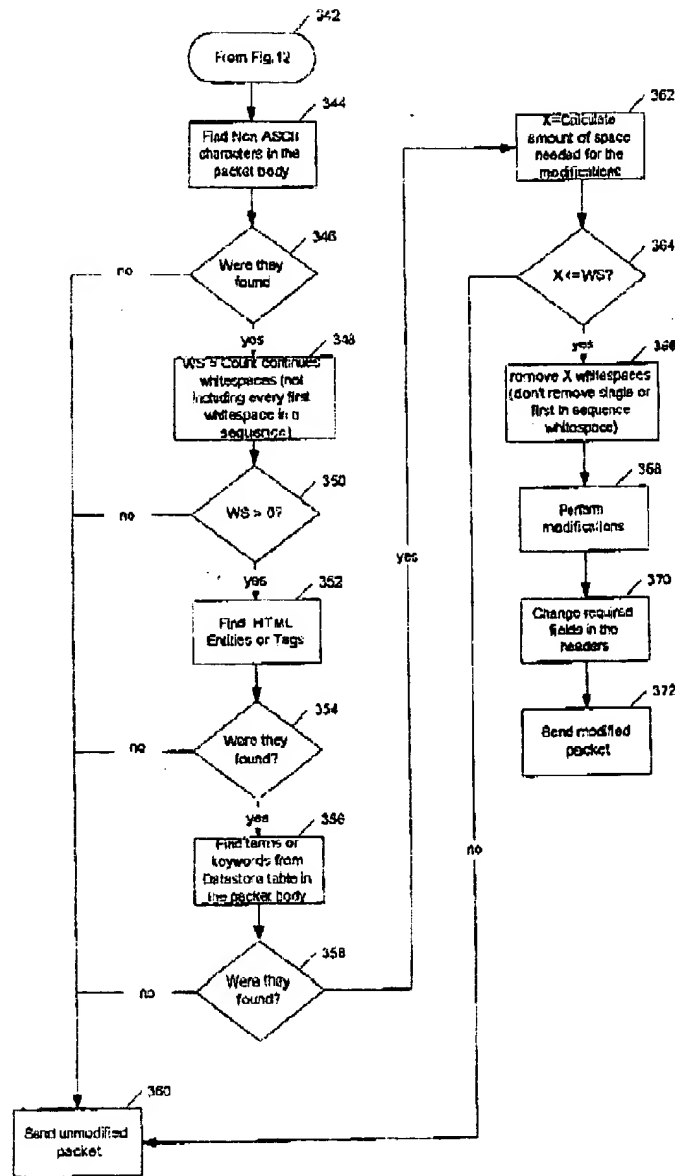 342
From Fig.12
344
Find Non ASCII
characters in the
packet body
346
Were they
found
no
yes
348
WS = Count continues
whitespaces (not
including every first
whitespace in a
sequence)
350
WS > 0?
no
yes
352
Find HTML
Entities or Tags
354
Were they
found?
no
yes
356
Find terms or
keywords from
Datastore table in
the packet body
358
Were they
found?
no
yes
360
Send unmodified
packet
362
X=Calculate
amount of space
needed for the
modifications
364
X<=WS?
no
yes
366
remove X whitespaces
(don't remove single or
first in sequence
whitespace)
368
Perform
modifications
370
Change required
fields in the
headers
372
Send modified
packet